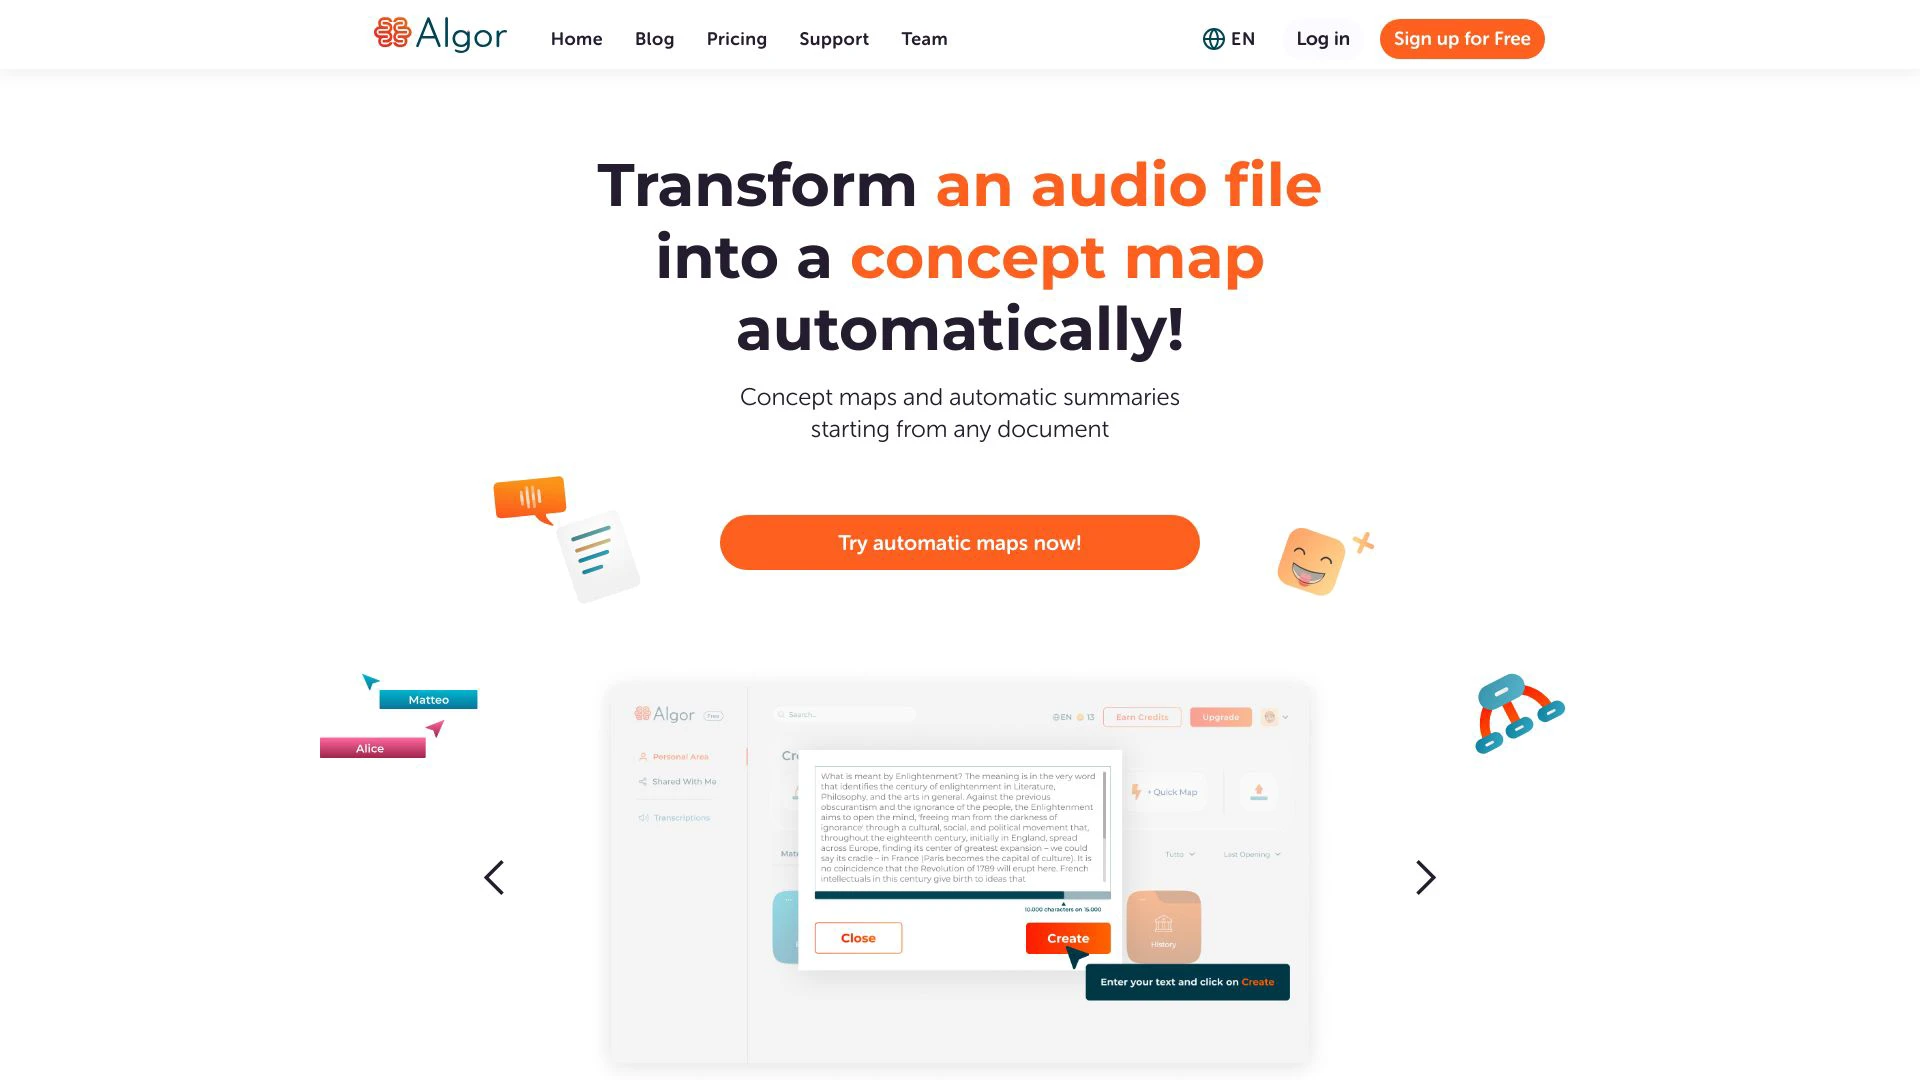 Algor
Home
Blog
Pricing
Support
Team
EN
Log in
Sign up for Free
Transform an audio file
into a concept map
automatically!
Concept maps and automatic summaries
starting from any document
Try automatic maps now!
Matteo
Alice
Algor
Free
Search...
EN
13
Earn Credits
Upgrade
Personal Area
Shared With Me
Transcriptions
Cr
+ Quick Map
What is meant by Enlightenment? The meaning is in the very word
that identifies the century of enlightenment in Literature,
Philosophy, and the arts in general. Against the previous
obscurantism and the ignorance of the people, the Enlightenment
aims to open the mind, 'freeing man from the darkness of
ignorance' through a cultural, social, and political movement that,
throughout the eighteenth century, initially in England, spread
across Europe, finding its center of greatest expansion – we could
say its cradle – in France (Paris becomes the capital of culture). It is
no coincidence that the Revolution of 1789 will erupt here. French
intellectuals in this century give birth to ideas that
10.000 characters on 15.000
Close
Create
Mate
Tutto
Last Opening
History
Enter your text and click on Create